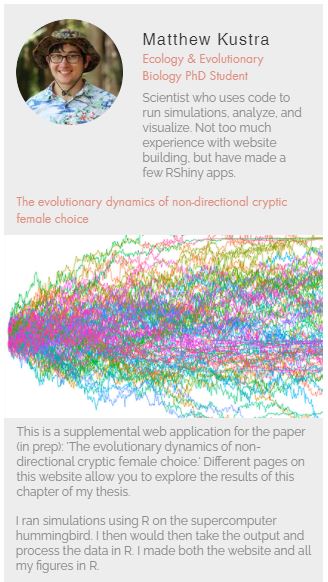 Matthew Kustra
Ecology & Evolutionary
Biology PhD Student
Scientist who uses code to
run simulations, analyze, and
visualize. Not too much
experience with website
building, but have made a
few RShiny apps.
The evolutionary dynamics of non-directional cryptic
female choice
This is a supplemental web application for the paper
(in prep): 'The evolutionary dynamics of non-
directional cryptic female choice.' Different pages on
this website allow you to explore the results of this
chapter of my thesis.
I ran simulations using R on the supercomputer
hummingbird. I then would then take the output and
process the data in R. I made both the website and all
my figures in R.